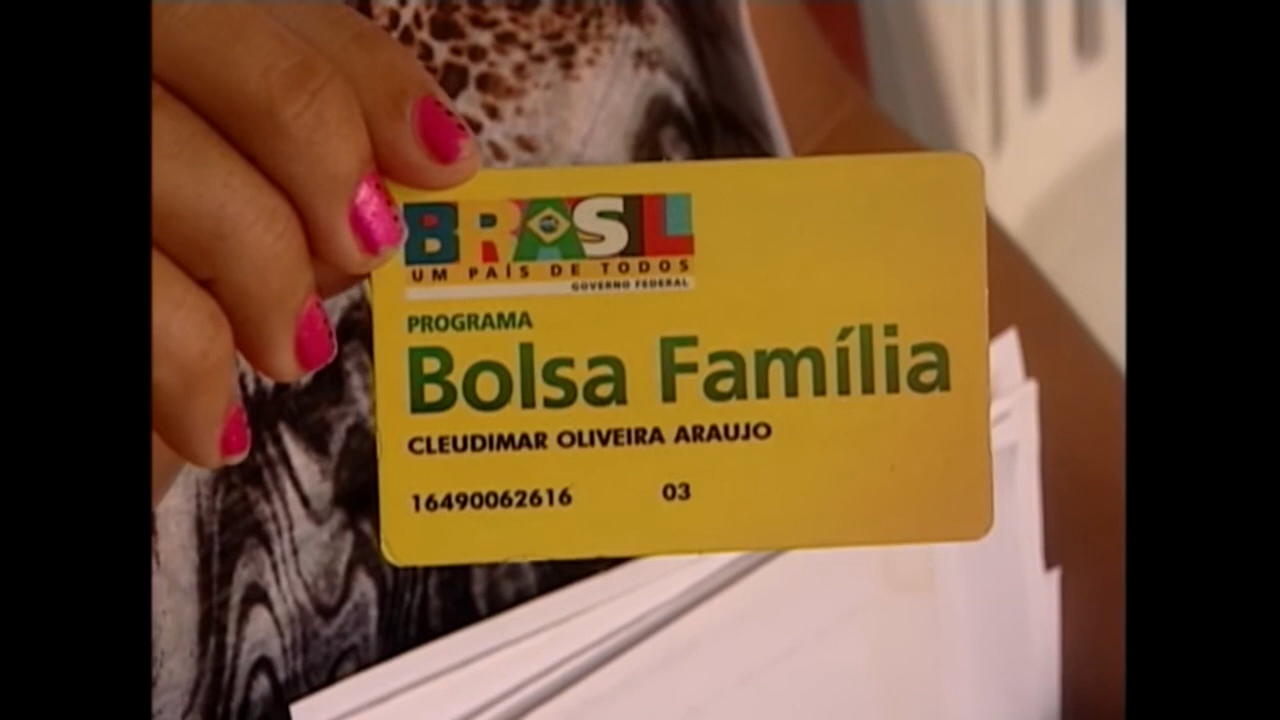 BRASIL
UM PAÍS DE TODOS
GOVERNO FEDERAL
PROGRAMA
Bolsa Família
CLEUDIMAR OLIVEIRA ARAUJO
16490062616 03